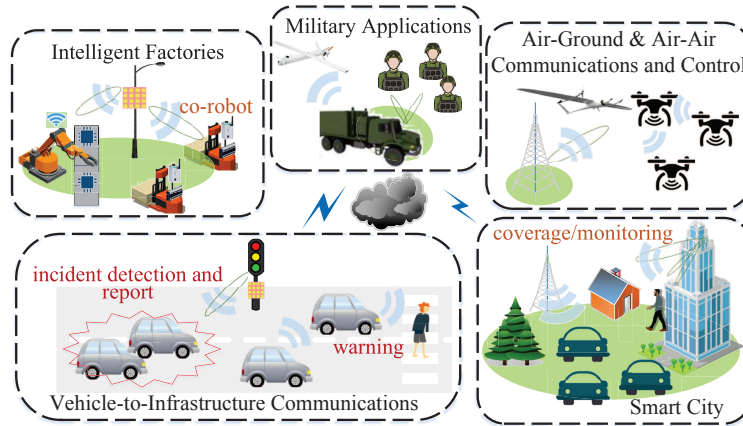 Intelligent Factories
co-robot
Military Applications
Air-Ground & Air-Air
Communications and Control
incident detection and
report
warning
Vehicle-to-Infrastructure Communications
coverage/monitoring
Smart City